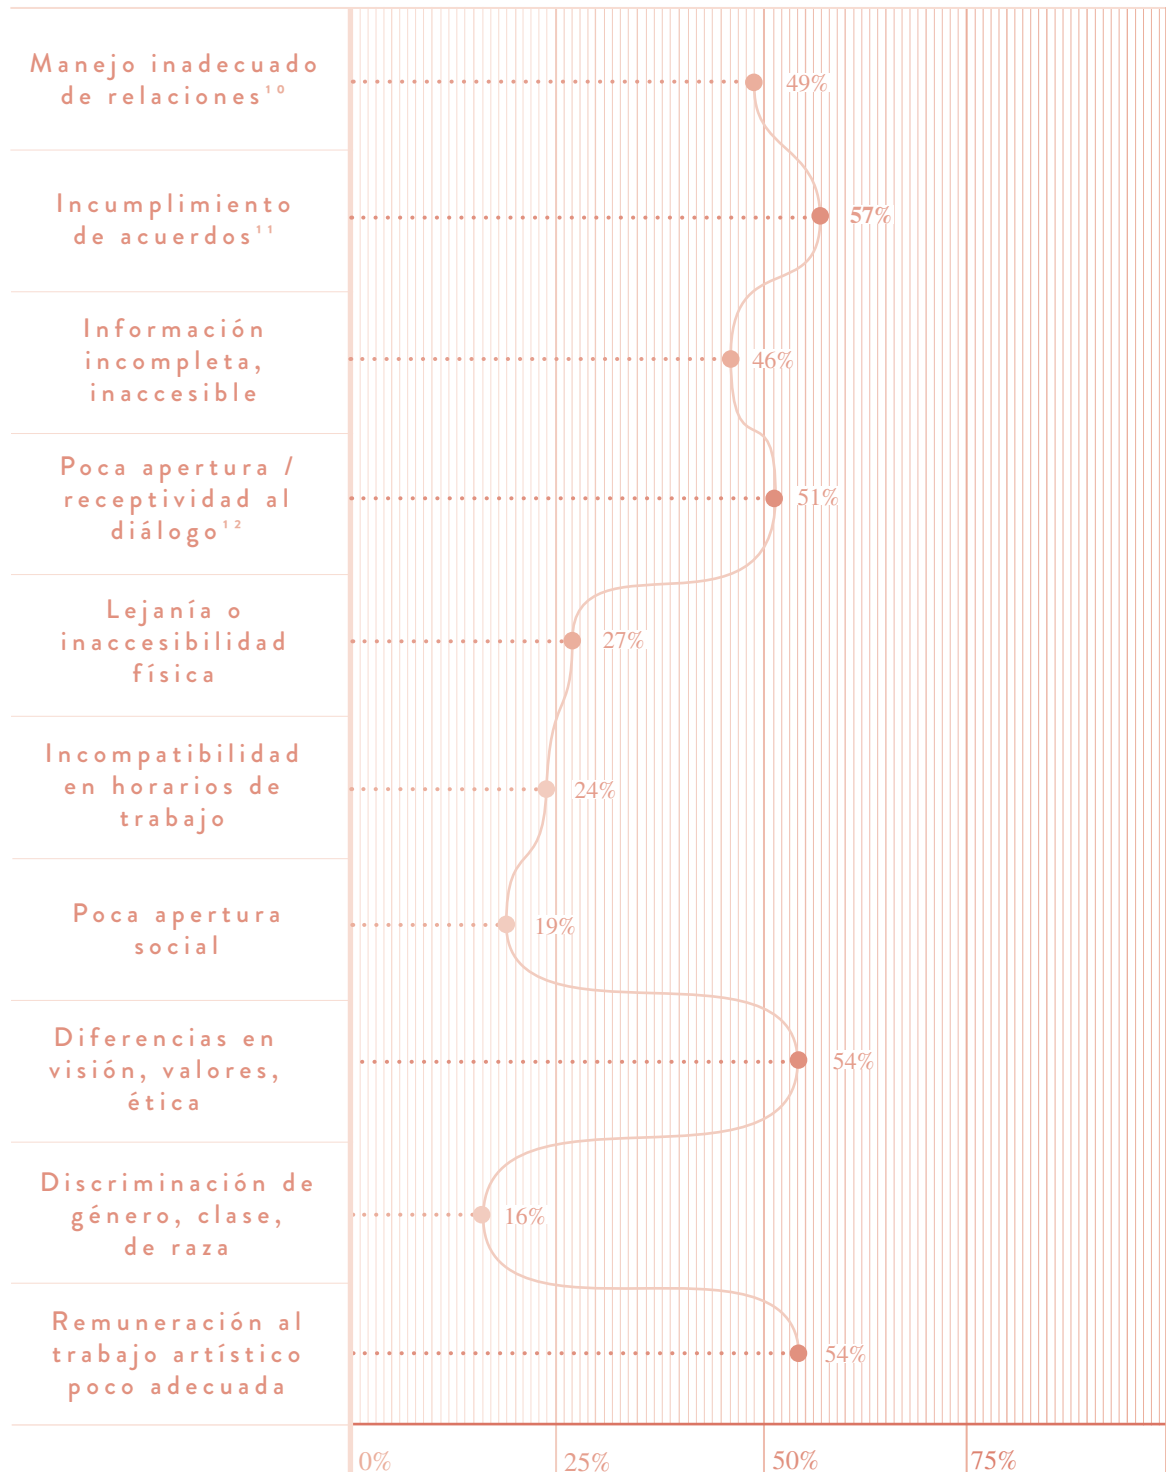 Manejo inadecuado
de relaciones¹⁰
49%
Incumplimiento
de acuerdos¹¹
57%
Información
incompleta,
inaccesible
46%
Poca apertura /
receptividad al
diálogo¹²
51%
Lejanía o
inaccesibilidad
física
27%
Incompatibilidad
en horarios de
trabajo
24%
Poca apertura
social
19%
Diferencias en
visión, valores,
ética
54%
Discriminación de
género, clase,
de raza
16%
Remuneración al
trabajo artístico
poco adecuada
54%
0% 25% 50% 75%